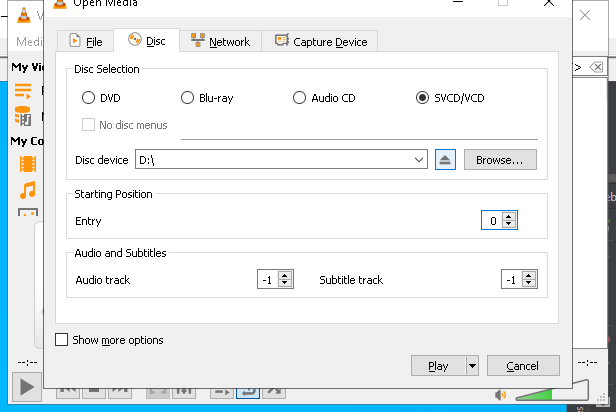 Open Media
V
Medi
File
Disc
Network
Capture Device
My Vi
Disc Selection
DVD
Blu-ray
Audio CD
SVCD/VCD
No disc menus
My Co
Disc device
D:\
Browse...
Starting Position
Entry
0
Audio and Subtitles
Audio track
-1
Subtitle track
-1
Show more options
--:--
--:--
Play
Cancel